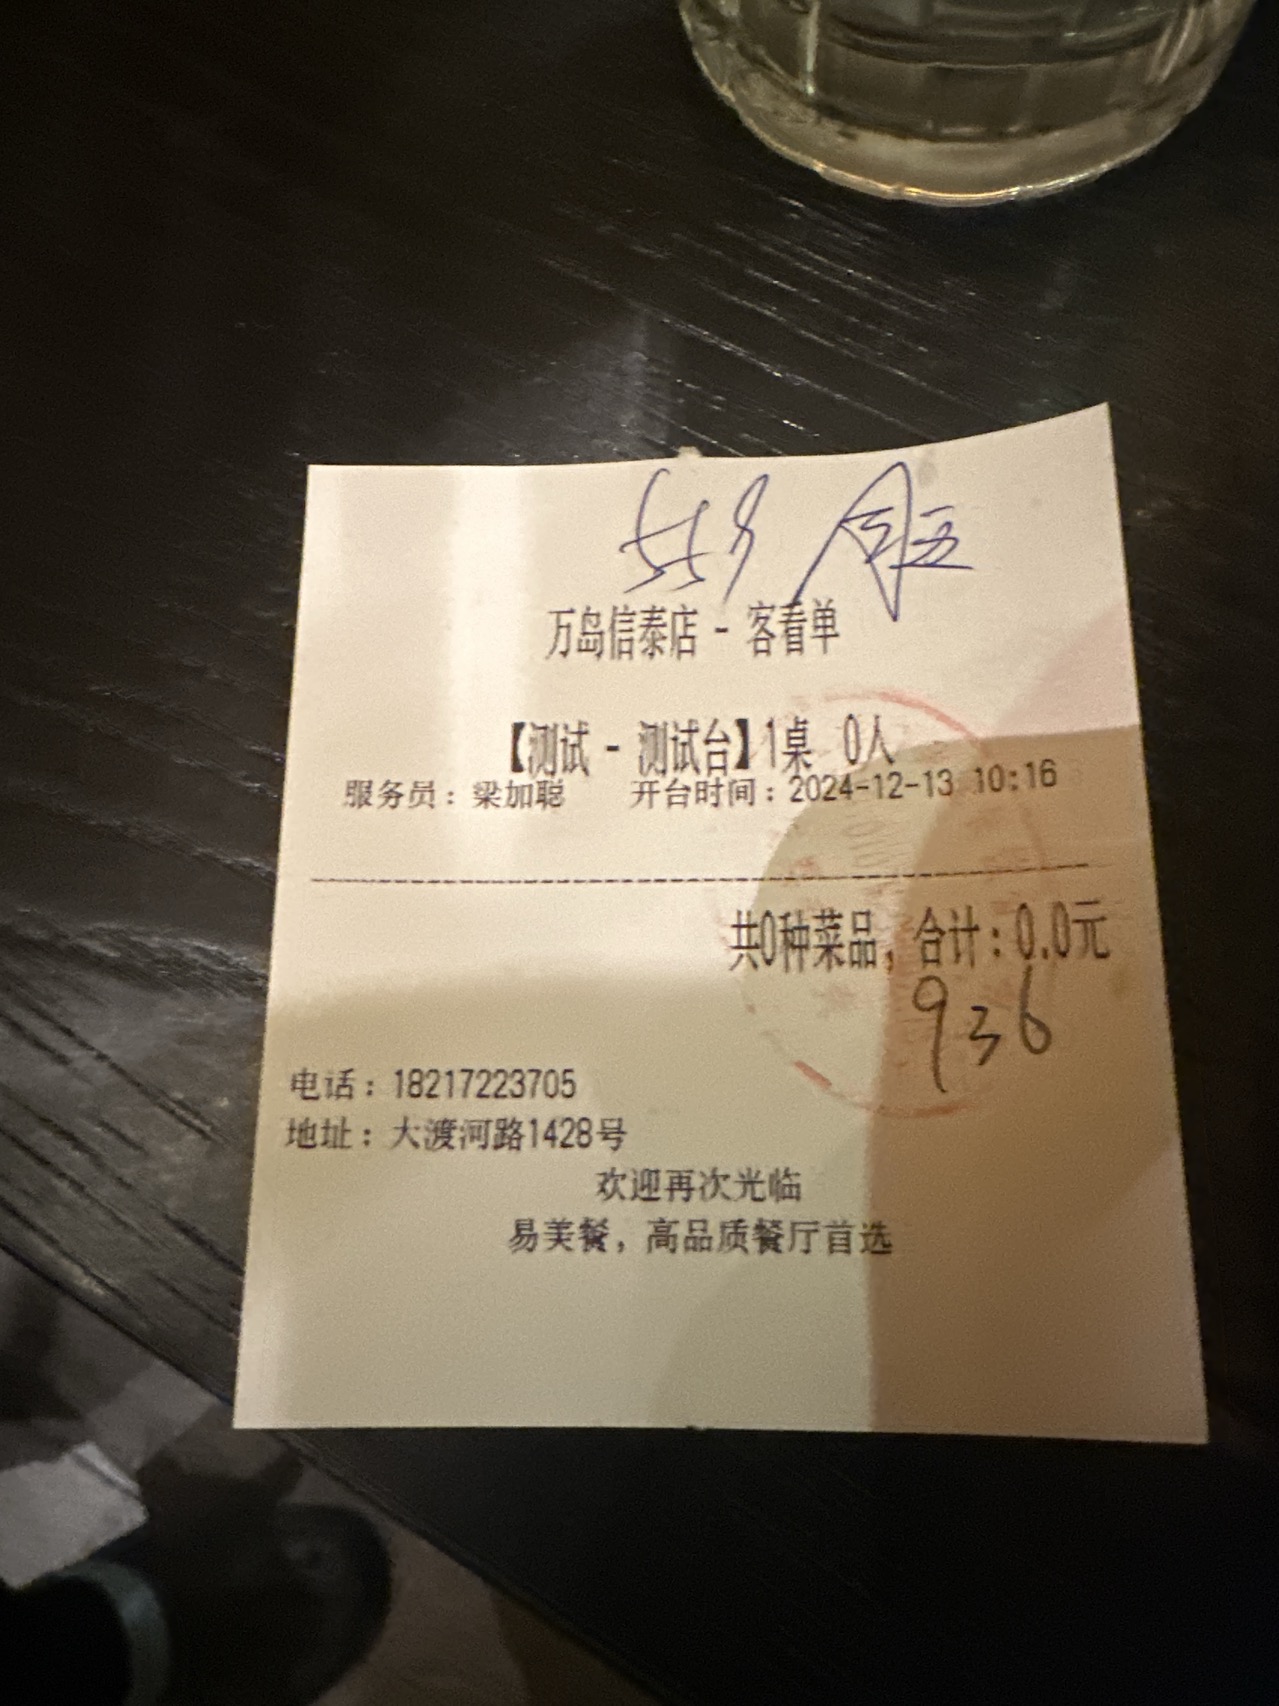 万岛信泰店 - 客看单
【测试 - 测试台】1桌 0人
服务员：梁加聪 开台时间：2024-12-13 10:16
共0种菜品，合计：0.0元
936
电话：18217223705
地址：大渡河路1428号
欢迎再次光临
易美餐，高品质餐厅首选